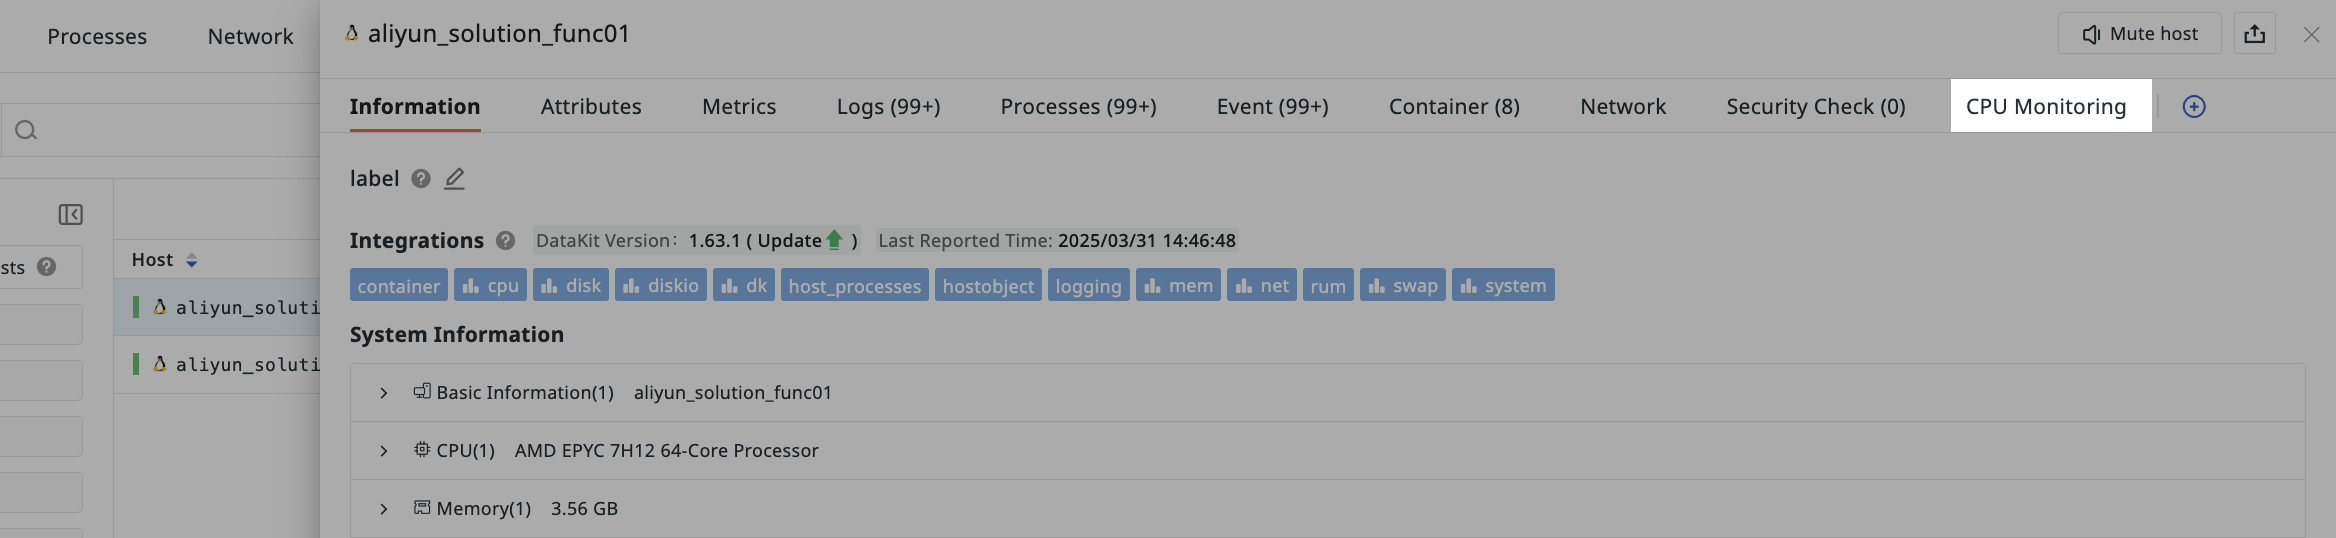 Processes Network
aliyun_solution_func01
Mute host
Information Attributes Metrics Logs (99+) Processes (99+) Event (99+) Container (8) Network Security Check (0) CPU Monitoring
label
Integrations DataKit Version： 1.63.1 ( Update ) Last Reported Time: 2025/03/31 14:46:48
container cpu disk diskio dk host_processes hostobject logging mem net rum swap system
System Information
Basic Information(1) aliyun_solution_func01
CPU(1) AMD EPYC 7H12 64-Core Processor
Memory(1) 3.56 GB
sts
Host
aliyun_soluti
aliyun_soluti